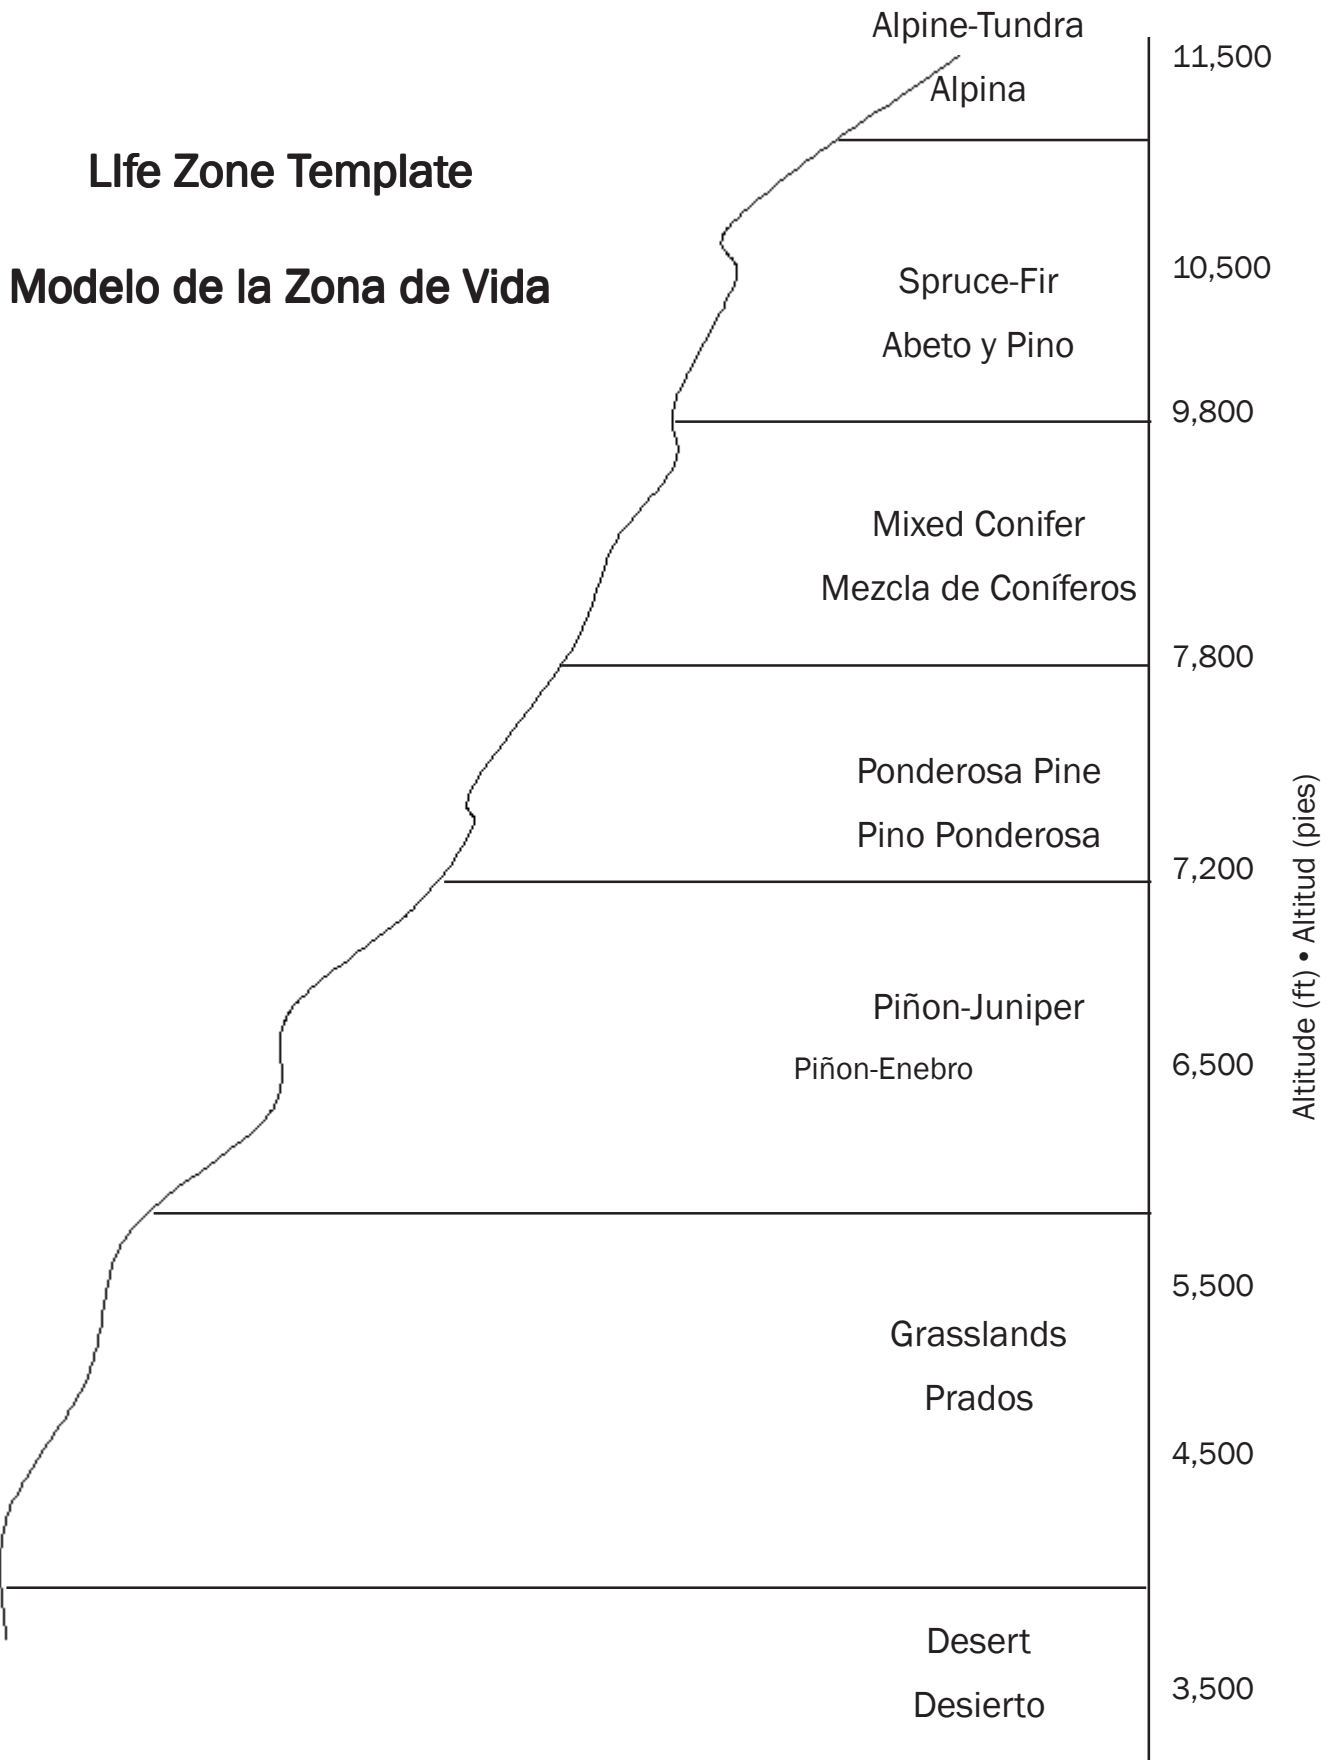 Alpine-Tundra
11,500
Alpina
LIfe Zone Template
Modelo de la Zona de Vida
10,500
Spruce-Fir
Abeto y Pino
9,800
Mixed Conifer
Mezcla de Coníferos
7,800
Ponderosa Pine
Pino Ponderosa
7,200
Piñon-Juniper
Piñon-Enebro
6,500
Altitude (ft) • Altitud (pies)
5,500
Grasslands
Prados
4,500
Desert
Desierto
3,500